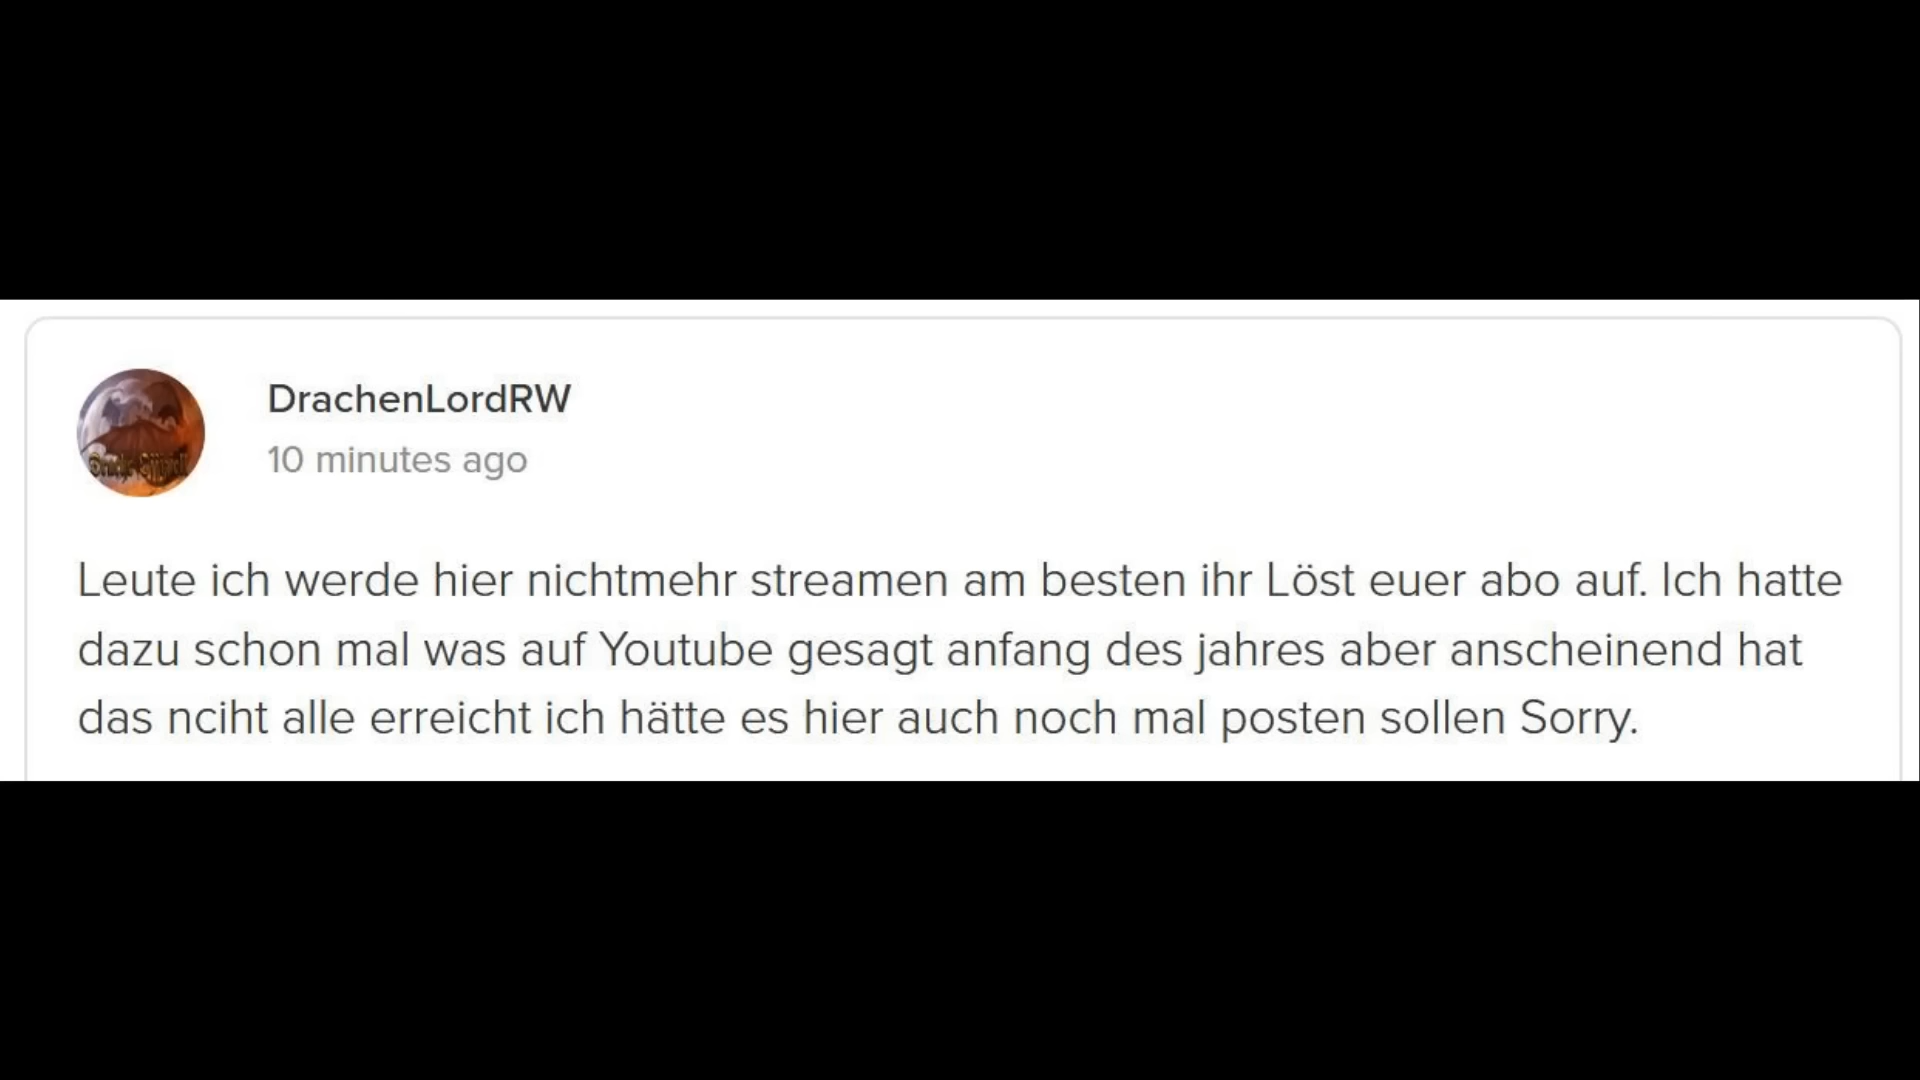 DrachenLordRW
10 minutes ago
Leute ich werde hier nichtmehr streamen am besten ihr Löst euer abo auf. Ich hatte
dazu schon mal was auf Youtube gesagt anfang des jahres aber anscheinend hat
das nciht alle erreicht ich hätte es hier auch noch mal posten sollen Sorry.